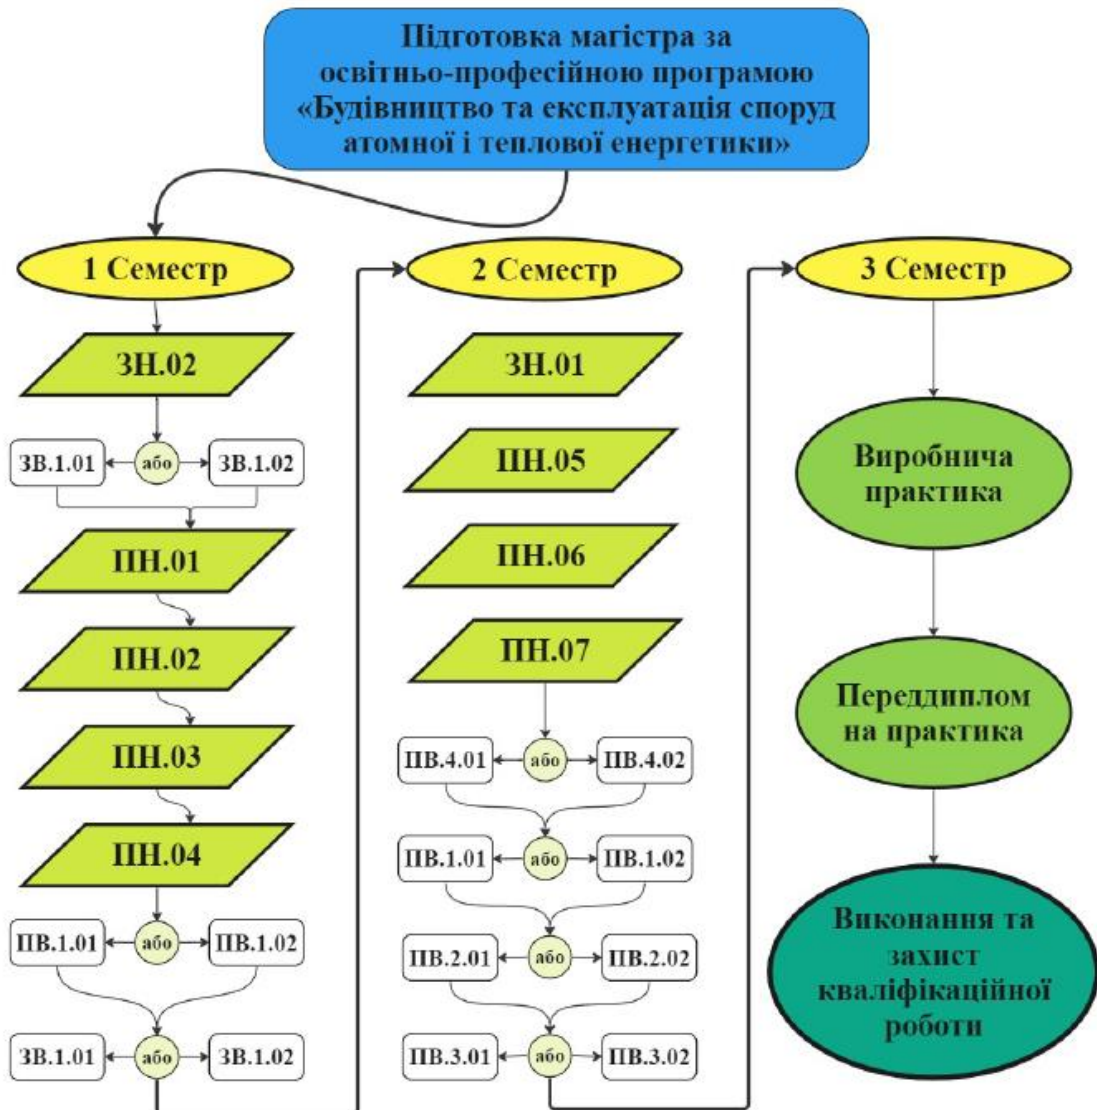 Підготовка магістра за
освітньо-професійною програмою
«Будівництво та експлуатація споруд
атомної і теплової енергетики»
1 Семестр
ЗН.02
ЗВ.1.01
або
ЗВ.1.02
ПН.01
ПН.02
ПН.03
ПН.04
ПВ.1.01
або
ПВ.1.02
ЗВ.1.01
або
ЗВ.1.02
2 Семестр
ЗН.01
ПН.05
ПН.06
ПН.07
ПВ.4.01
або
ПВ.4.02
ПВ.1.01
або
ПВ.1.02
ПВ.2.01
або
ПВ.2.02
ПВ.3.01
або
ПВ.3.02
3 Семестр
Виробнича
практика
Переддиплом
на практика
Виконання та
захист
кваліфікаційної
роботи